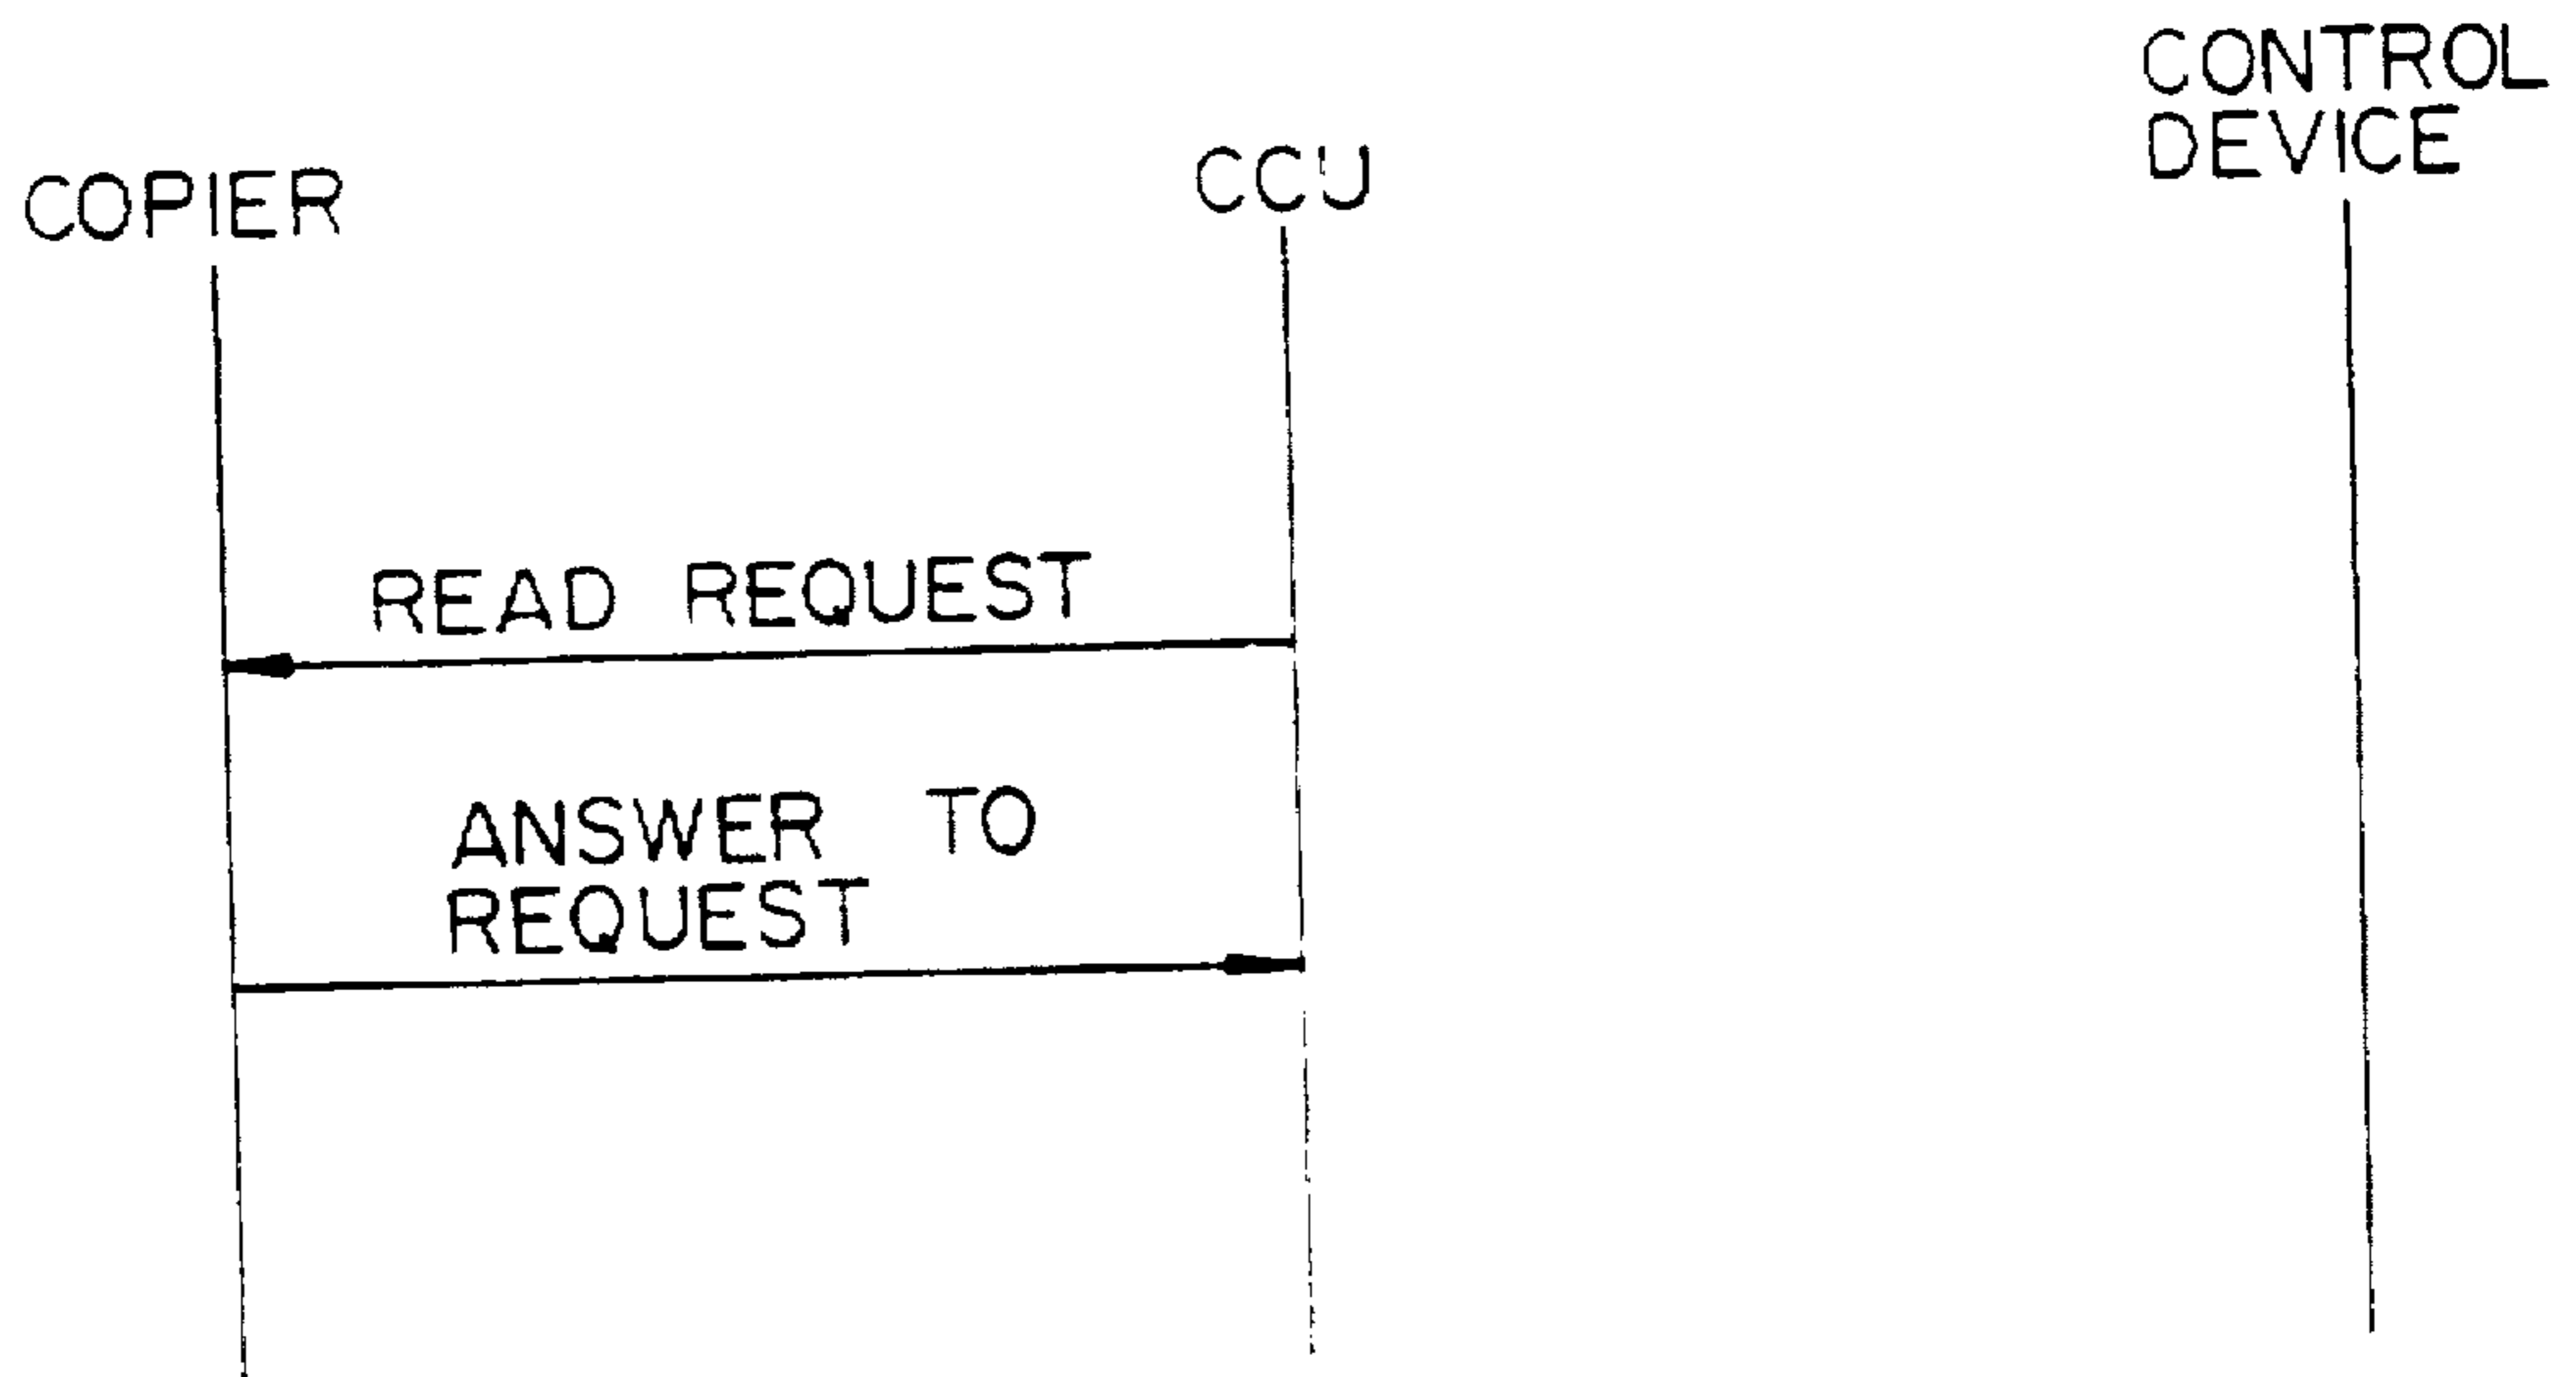 CONTROL
DEVICE
CCU
COPIER
READ REQUEST
ANSWER TO
REQUEST